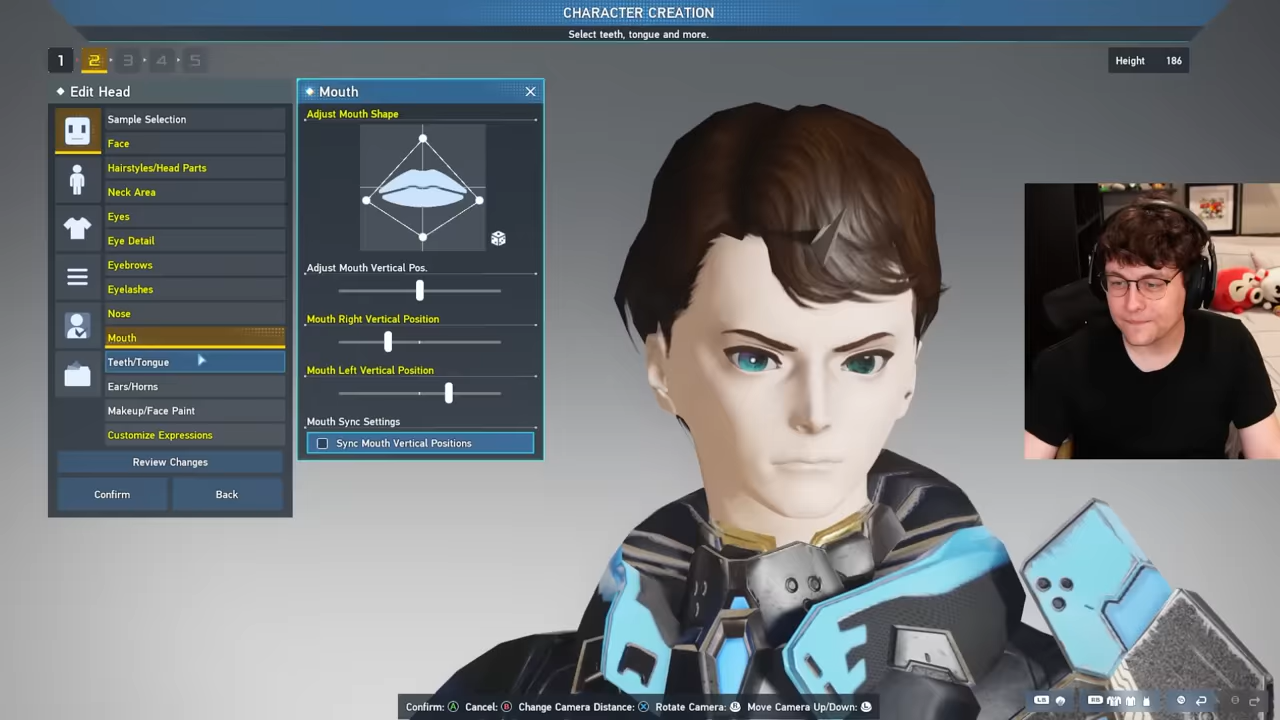 CHARACTER CREATION
Select teeth, tongue and more.
1 2 3 4 5
Height 186
Edit Head
Sample Selection
Face
Hairstyles/Head Parts
Neck Area
Eyes
Eye Detail
Eyebrows
Eyelashes
Nose
Mouth
Teeth/Tongue
Ears/Horns
Makeup/Face Paint
Customize Expressions
Review Changes
Confirm
Back
Mouth
Adjust Mouth Shape
Adjust Mouth Vertical Pos.
Mouth Right Vertical Position
Mouth Left Vertical Position
Mouth Sync Settings
Sync Mouth Vertical Positions
Confirm: A Cancel: B Change Camera Distance: X Rotate Camera: R Move Camera Up/Down: L
LS RS